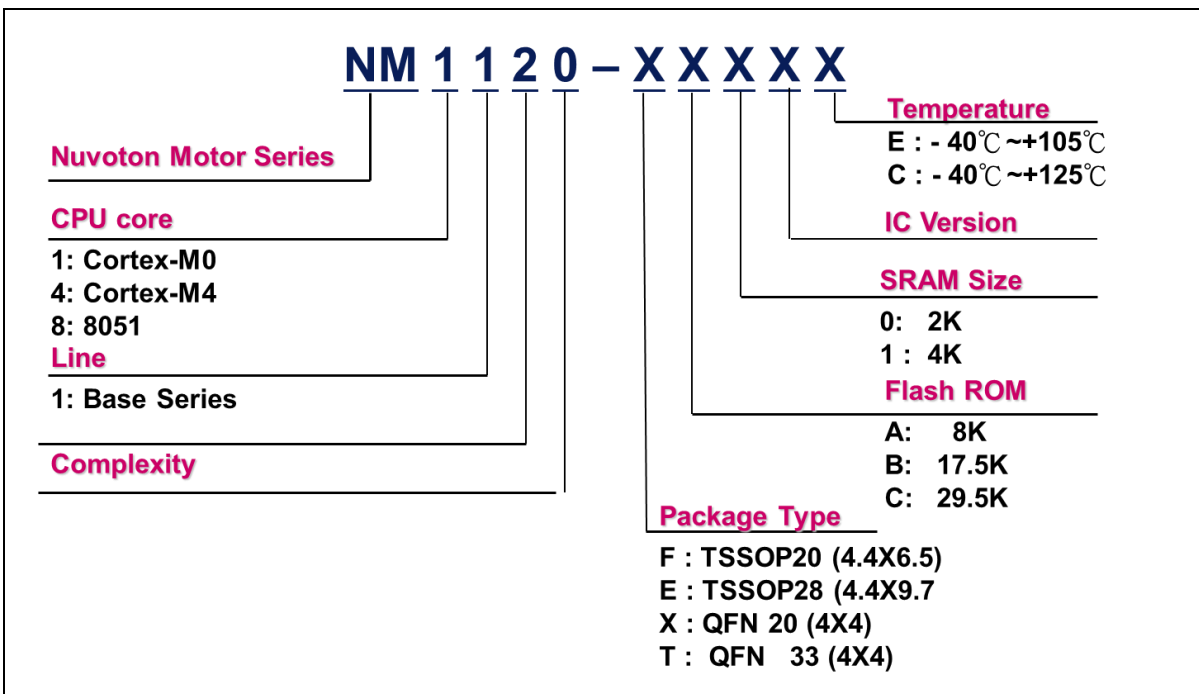 NM 1 1 2 0 – X X X X X
Nuvoton Motor Series
CPU core
1: Cortex-M0
4: Cortex-M4
8: 8051
Line
1: Base Series
Complexity
Temperature
E : - 40℃ ~+105℃
C : - 40℃ ~+125℃
IC Version
SRAM Size
0: 2K
1 : 4K
Flash ROM
A: 8K
B: 17.5K
C: 29.5K
Package Type
F : TSSOP20 (4.4X6.5)
E : TSSOP28 (4.4X9.7
X : QFN 20 (4X4)
T : QFN 33 (4X4)